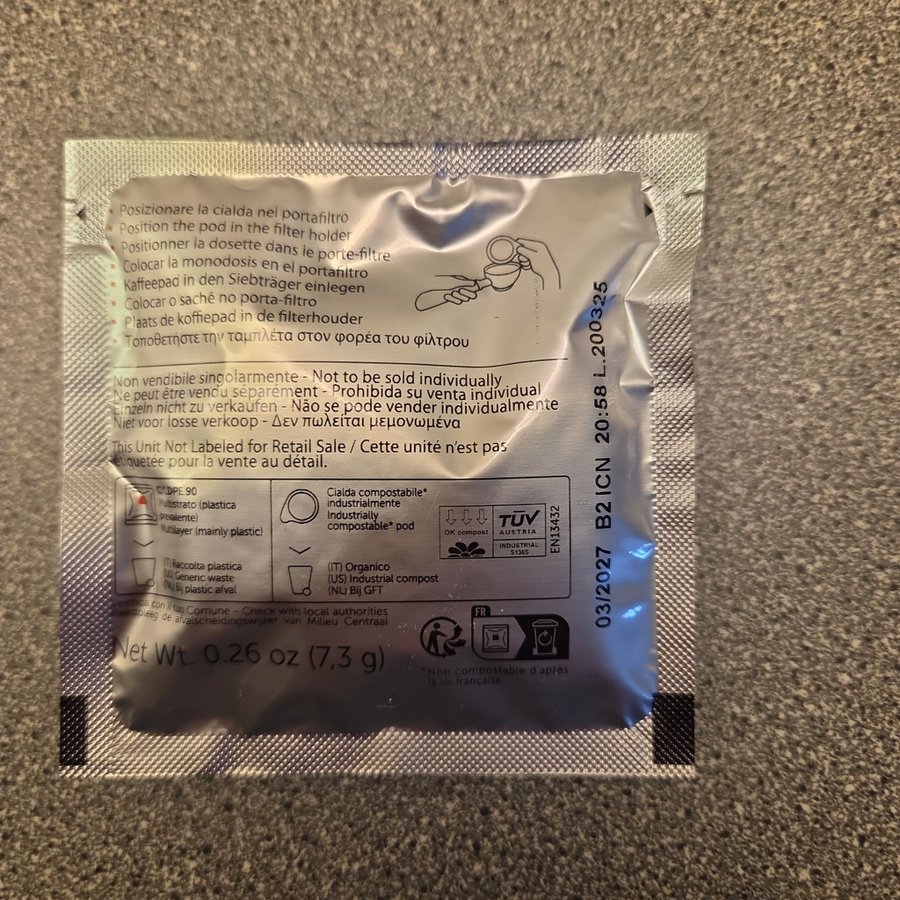 Posizionare la cialda nel portafiltro
Position the pod in the filter holder
Positionner la dosette dans le porte-filtre
Colocar la monodosis en el portafiltro
Kaffeepad in den Siebträger einlegen
Colocar o saché no porta-filtro
Plaats de koffiepad in de filterhouder
Τοποθετήστε την ταμπλέτα στον φορέα του φίλτρου
Non vendibile singolarmente - Not to be sold individually
Ne peut être vendu séparément - Prohibida su venta individual
Einzeln nicht zu verkaufen - Não se pode vender individualmente
Niet voor losse verkoop - Δεν πωλείται μεμονωμένα
This Unit Not Labeled for Retail Sale / Cette unité n'est pas
étiquetée pour la vente au détail.
C/LDPE 90
Multistrato (plastica
prevalente)
Multilayer (mainly plastic)
(IT) Raccolta plastica
(US) Generic waste
(NL) Bij plastic afval
Cialda compostabile*
industrialmente
Industrially
compostable* pod
(IT) Organico
(US) Industrial compost
(NL) Bij GFT
OK compost
TÜV
AUSTRIA
INDUSTRIAL
EN13432
Verifica con il tuo Comune - Check with local authorities
Raadpleeg de afvalscheidingswijzer van Milieu Centraal
Net Wt. 0.26 oz (7,3 g)
FR
*Non compostable d'après
la loi française
03/2027 B2 ICN 20:58 L.200325